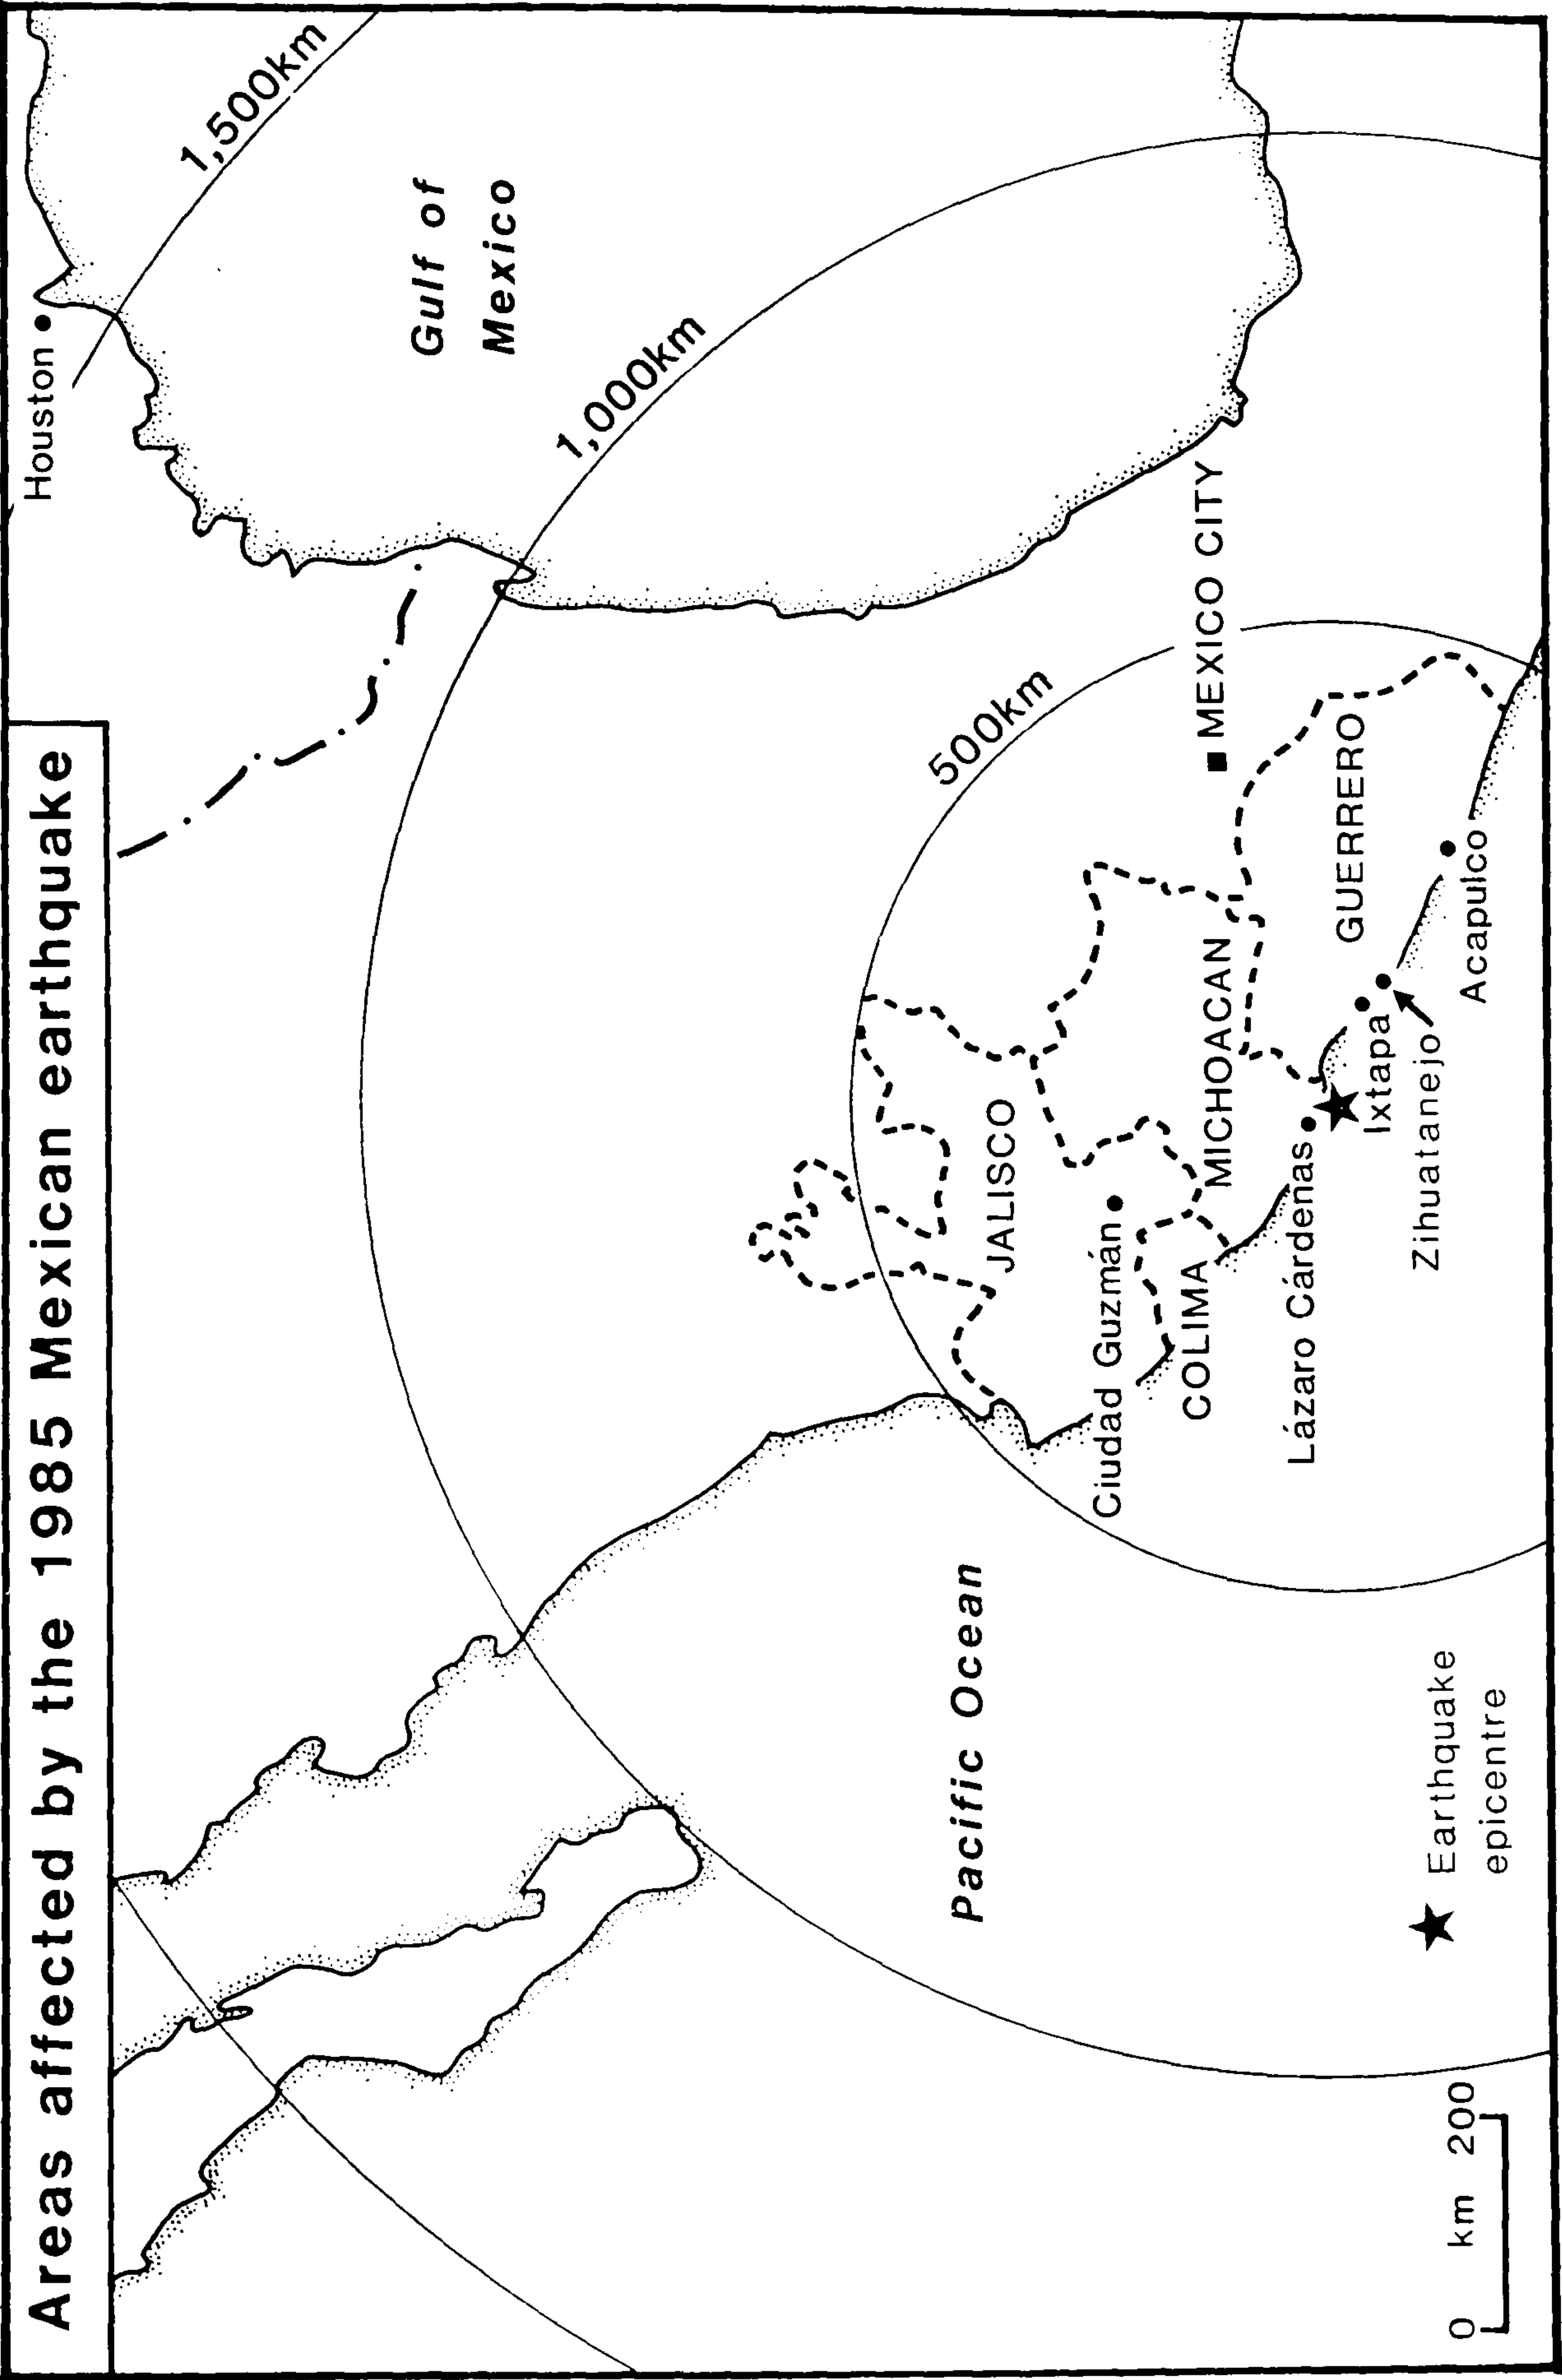 Areas affected by the 1985 Mexican earthquake
Houston
1,500km
Gulf of
Mexico
1,000km
500km
MEXICO CITY
JALISCO
Ciudad Guzmán
COLIMA
MICHOACAN
GUERRERO
Lázaro Cárdenas
Ixtapa
Zihuatanejo
Acapulco
Pacific Ocean
Earthquake
epicentre
0 km 200